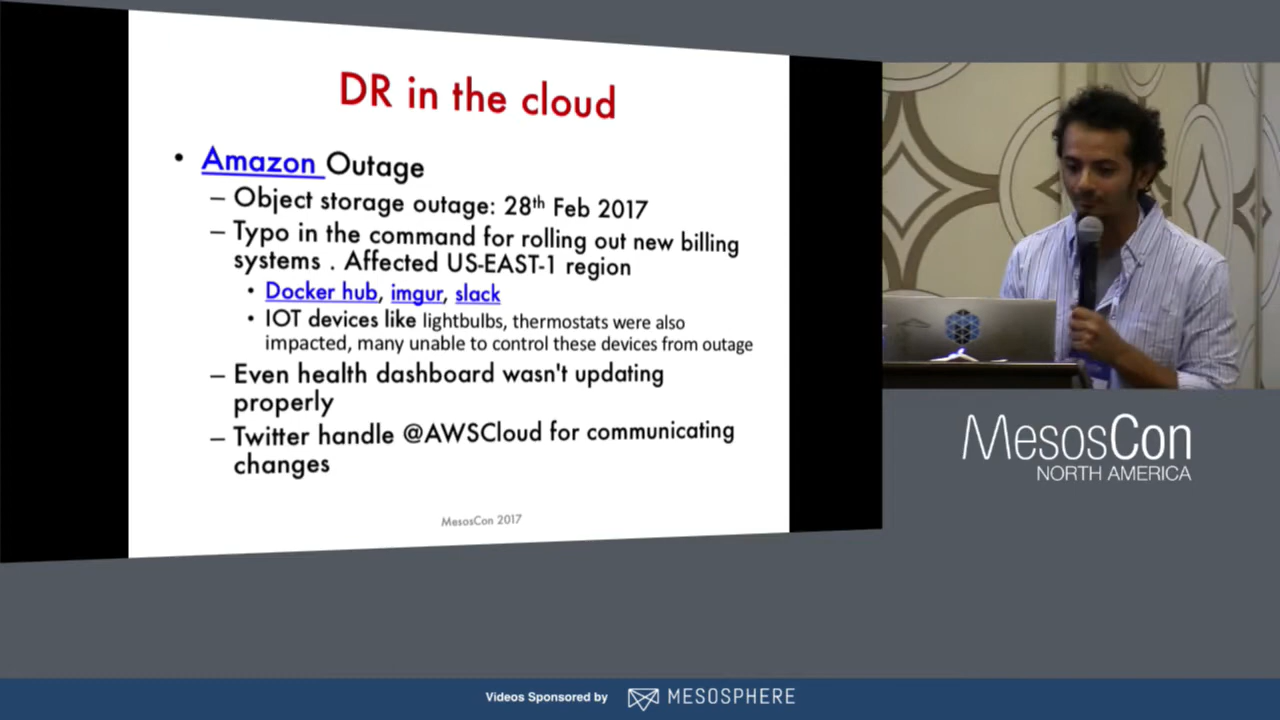 DR in the cloud
• Amazon Outage
– Object storage outage: 28th Feb 2017
– Typo in the command for rolling out new billing
systems . Affected US-EAST-1 region
• Docker hub, imgur, slack
• IOT devices like lightbulbs, thermostats were also
impacted, many unable to control these devices from outage
– Even health dashboard wasn't updating
properly
– Twitter handle @AWSCloud for communicating
changes
MesosCon 2017
MesosCon
NORTH AMERICA
Videos Sponsored by MESOSPHERE